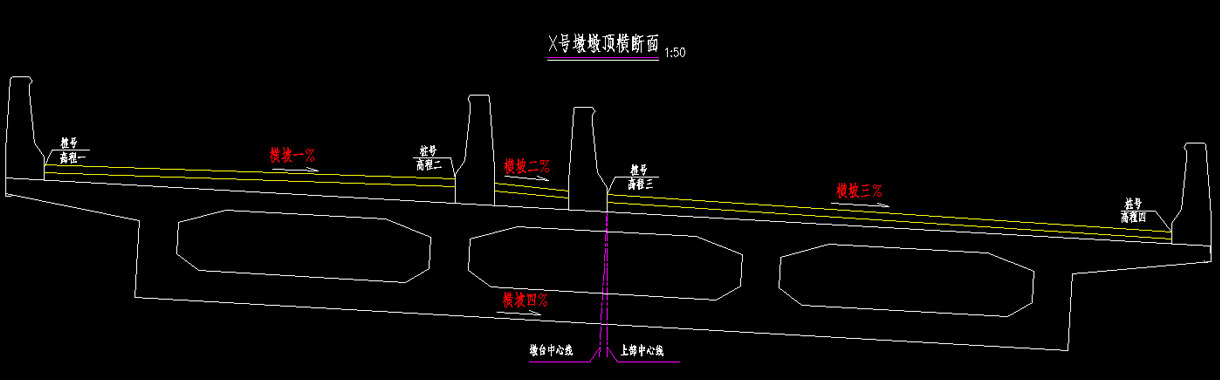 X号墩墩顶横断面 1:50
桩号
高程一
横坡一%
桩号
高程二
横坡二%
桩号
高程三
横坡三%
桩号
高程四
横坡四%
墩台中心线
上部中心线